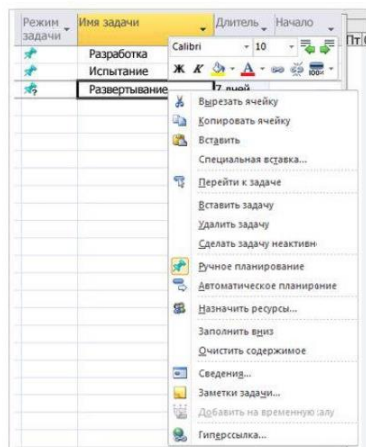 Режим задачи Имя задачи Длитель Начало
Пт
Разработка
Испытание
Развертывание 7 дней
Calibri 10
Ж К А 100%
Вырезать ячейку
Копировать ячейку
Вставить
Специальная вставка...
Перейти к задаче
Вставить задачу
Удалить задачу
Сделать задачу неактивн
Ручное планирование
Автоматическое планирание
Назначить ресурсы...
Заполнить вниз
Очистить содержимое
Сведения...
Заметки задачи...
Добавить на временную
Гиперссылка...